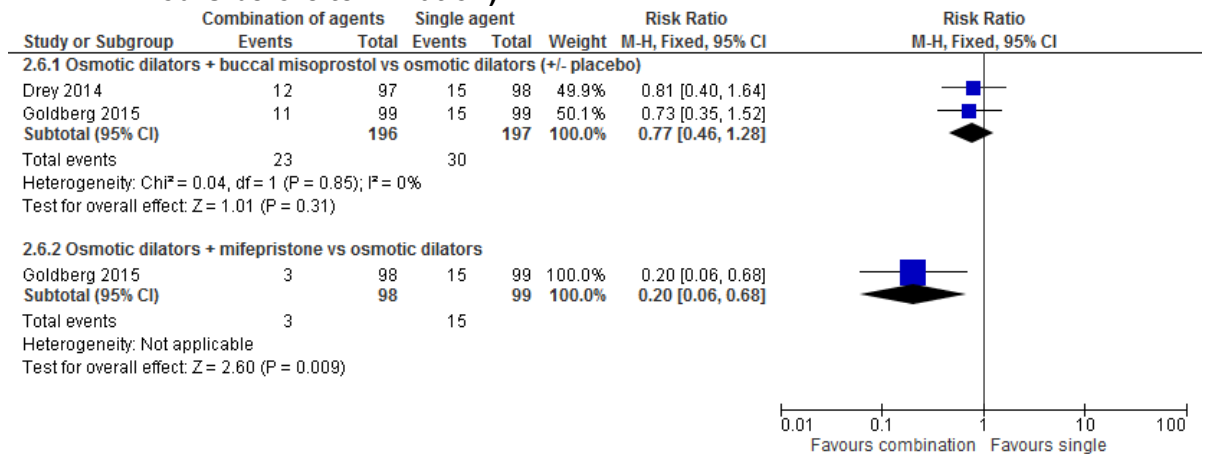 Combination of agents Single agent Risk Ratio Risk Ratio
Study or Subgroup Events Total Events Total Weight M-H, Fixed, 95% CI M-H, Fixed, 95% CI
2.6.1 Osmotic dilators + buccal misoprostol vs osmotic dilators (+/- placebo)
Drey 2014 12 97 15 98 49.9% 0.81 [0.40, 1.64]
Goldberg 2015 11 99 15 99 50.1% 0.73 [0.35, 1.52]
Subtotal (95% CI) 196 197 100.0% 0.77 [0.46, 1.28]
Total events 23 30
Heterogeneity: Chi² = 0.04, df = 1 (P = 0.85); I² = 0%
Test for overall effect: Z = 1.01 (P = 0.31)
2.6.2 Osmotic dilators + mifepristone vs osmotic dilators
Goldberg 2015 3 98 15 99 100.0% 0.20 [0.06, 0.68]
Subtotal (95% CI) 98 99 100.0% 0.20 [0.06, 0.68]
Total events 3 15
Heterogeneity: Not applicable
Test for overall effect: Z = 2.60 (P = 0.009)
0.01 0.1 1 10 100
Favours combination Favours single